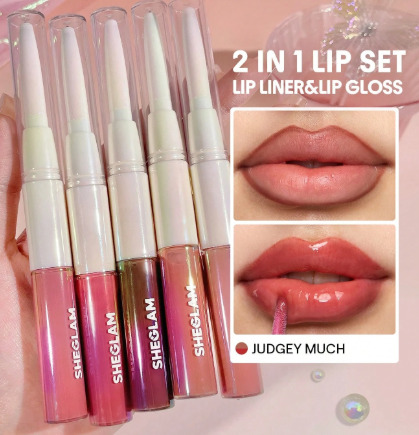 2 IN 1 LIP SET
LIP LINER&LIP GLOSS
JUDGEY MUCH
SHEGLAM
SHEGLAM
SHEGLAM
SHEGLAM